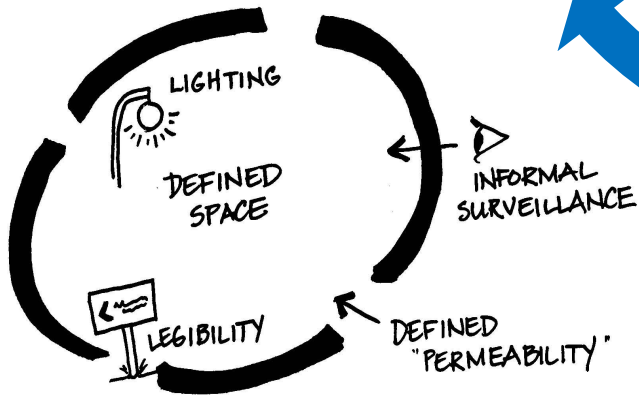 LIGHTING
DEFINED
SPACE
INFORMAL
SURVEILLANCE
LEGIBILITY
DEFINED
"PERMEABILITY"